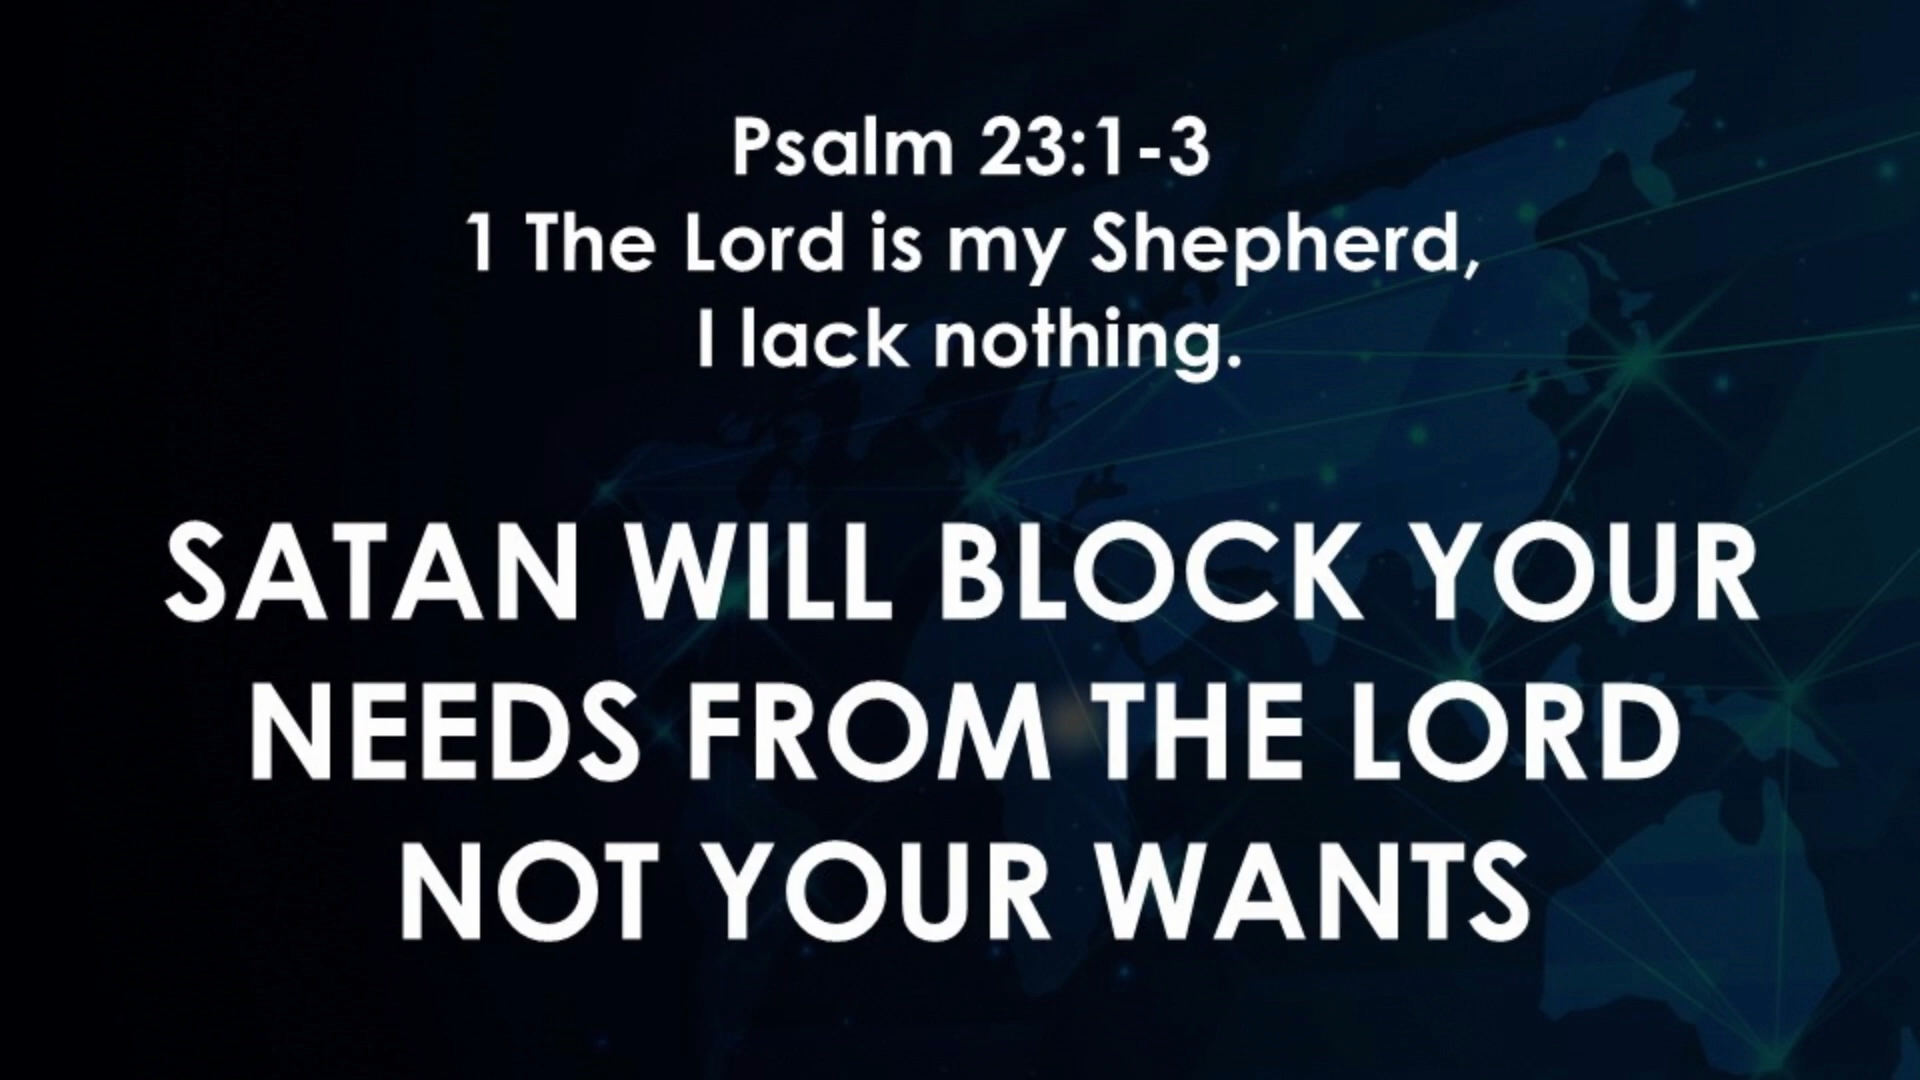 Psalm 23:1-3
1 The Lord is my Shepherd,
I lack nothing.
SATAN WILL BLOCK YOUR
NEEDS FROM THE LORD
NOT YOUR WANTS